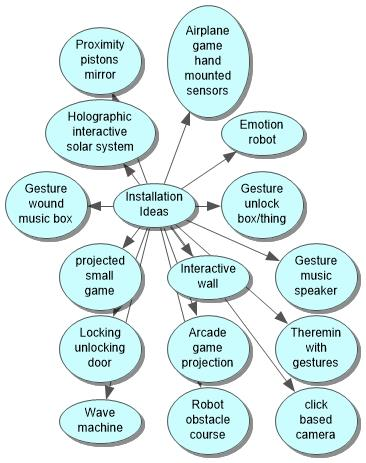 Proximity
pistons
mirror
Airplane
game
hand
mounted
sensors
Holographic
interactive
solar system
Emotion
robot
Gesture
wound
music box
Installation
Ideas
Gesture
unlock
box/thing
projected
small
game
Interactive
wall
Gesture
music
speaker
Locking
unlocking
door
Arcade
game
projection
Theremin
with
gestures
Wave
machine
Robot
obstacle
course
click
based
camera